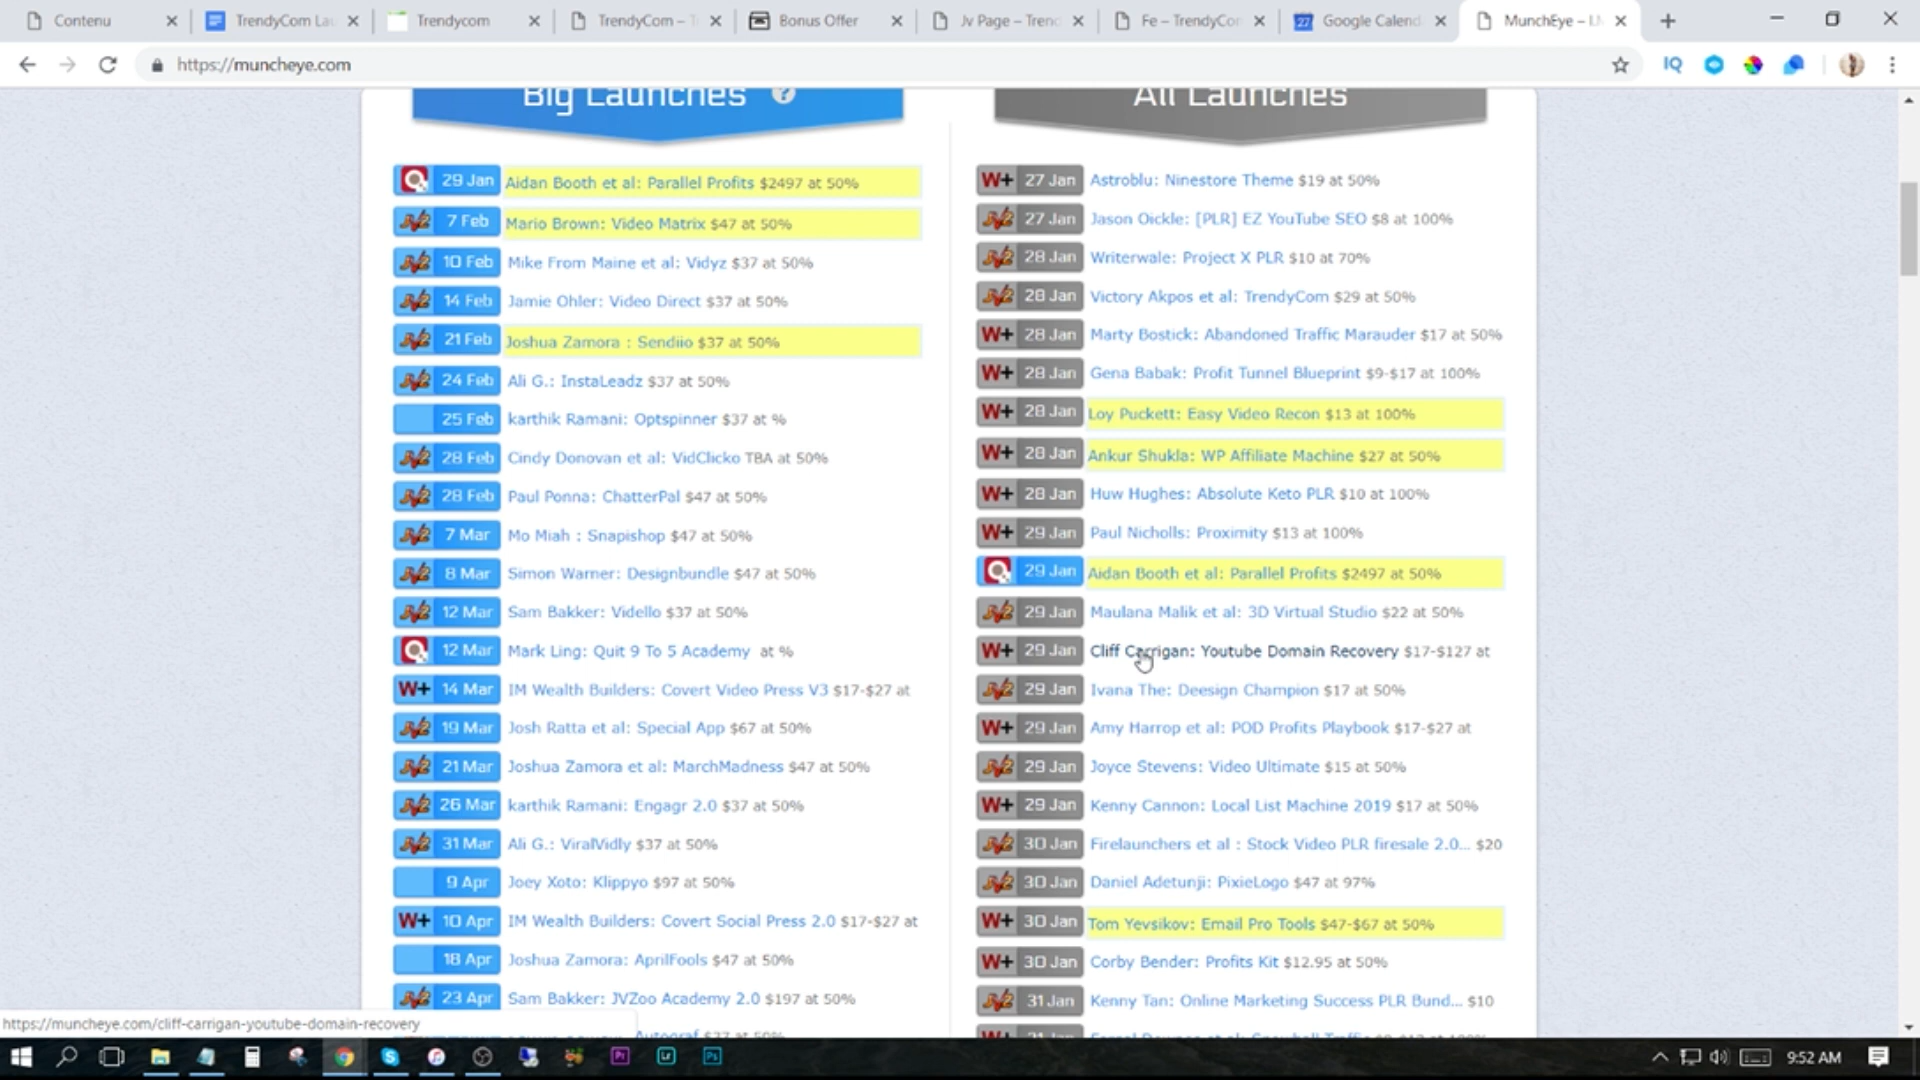 Contenu
TrendyCom Lau
Trendycom
TrendyCom – T
Bonus Offer
Jv Page – Trend
Fe – TrendyCor
Google Calend
MunchEye – I
https://muncheye.com
IQ
Big Launches ?
29 Jan Aidan Booth et al: Parallel Profits $2497 at 50%
7 Feb Mario Brown: Video Matrix $47 at 50%
10 Feb Mike From Maine et al: Vidyz $37 at 50%
14 Feb Jamie Ohler: Video Direct $37 at 50%
21 Feb Joshua Zamora : Sendiio $37 at 50%
24 Feb Ali G.: InstaLeadz $37 at 50%
25 Feb karthik Ramani: Optspinner $37 at %
28 Feb Cindy Donovan et al: VidClicko TBA at 50%
28 Feb Paul Ponna: ChatterPal $47 at 50%
7 Mar Mo Miah : Snapishop $47 at 50%
8 Mar Simon Warner: Designbundle $47 at 50%
12 Mar Sam Bakker: Vidello $37 at 50%
12 Mar Mark Ling: Quit 9 To 5 Academy at %
W+ 14 Mar IM Wealth Builders: Covert Video Press V3 $17-$27 at
19 Mar Josh Ratta et al: Special App $67 at 50%
21 Mar Joshua Zamora et al: MarchMadness $47 at 50%
26 Mar karthik Ramani: Engagr 2.0 $37 at 50%
31 Mar Ali G.: ViralVidly $37 at 50%
9 Apr Joey Xoto: Klippyo $97 at 50%
W+ 10 Apr IM Wealth Builders: Covert Social Press 2.0 $17-$27 at
18 Apr Joshua Zamora: AprilFools $47 at 50%
23 Apr Sam Bakker: JVZoo Academy 2.0 $197 at 50%
All Launches
W+ 27 Jan Astroblu: Ninestore Theme $19 at 50%
27 Jan Jason Oickle: [PLR] EZ YouTube SEO $8 at 100%
28 Jan Writerwale: Project X PLR $10 at 70%
28 Jan Victory Akpos et al: TrendyCom $29 at 50%
W+ 28 Jan Marty Bostick: Abandoned Traffic Marauder $17 at 50%
W+ 28 Jan Gena Babak: Profit Tunnel Blueprint $9-$17 at 100%
W+ 28 Jan Loy Puckett: Easy Video Recon $13 at 100%
W+ 28 Jan Ankur Shukla: WP Affiliate Machine $27 at 50%
W+ 28 Jan Huw Hughes: Absolute Keto PLR $10 at 100%
W+ 29 Jan Paul Nicholls: Proximity $13 at 100%
29 Jan Aidan Booth et al: Parallel Profits $2497 at 50%
29 Jan Maulana Malik et al: 3D Virtual Studio $22 at 50%
W+ 29 Jan Cliff Carrigan: Youtube Domain Recovery $17-$127 at
29 Jan Ivana The: Deesign Champion $17 at 50%
W+ 29 Jan Amy Harrop et al: POD Profits Playbook $17-$27 at
29 Jan Joyce Stevens: Video Ultimate $15 at 50%
W+ 29 Jan Kenny Cannon: Local List Machine 2019 $17 at 50%
30 Jan Firelaunchers et al : Stock Video PLR firesale 2.0... $20
30 Jan Daniel Adetunji: PixieLogo $47 at 97%
W+ 30 Jan Tom Yevsikov: Email Pro Tools $47-$67 at 50%
W+ 30 Jan Corby Bender: Profits Kit $12.95 at 50%
31 Jan Kenny Tan: Online Marketing Success PLR Bund... $10
https://muncheye.com/cliff-carrigan-youtube-domain-recovery
9:52 AM